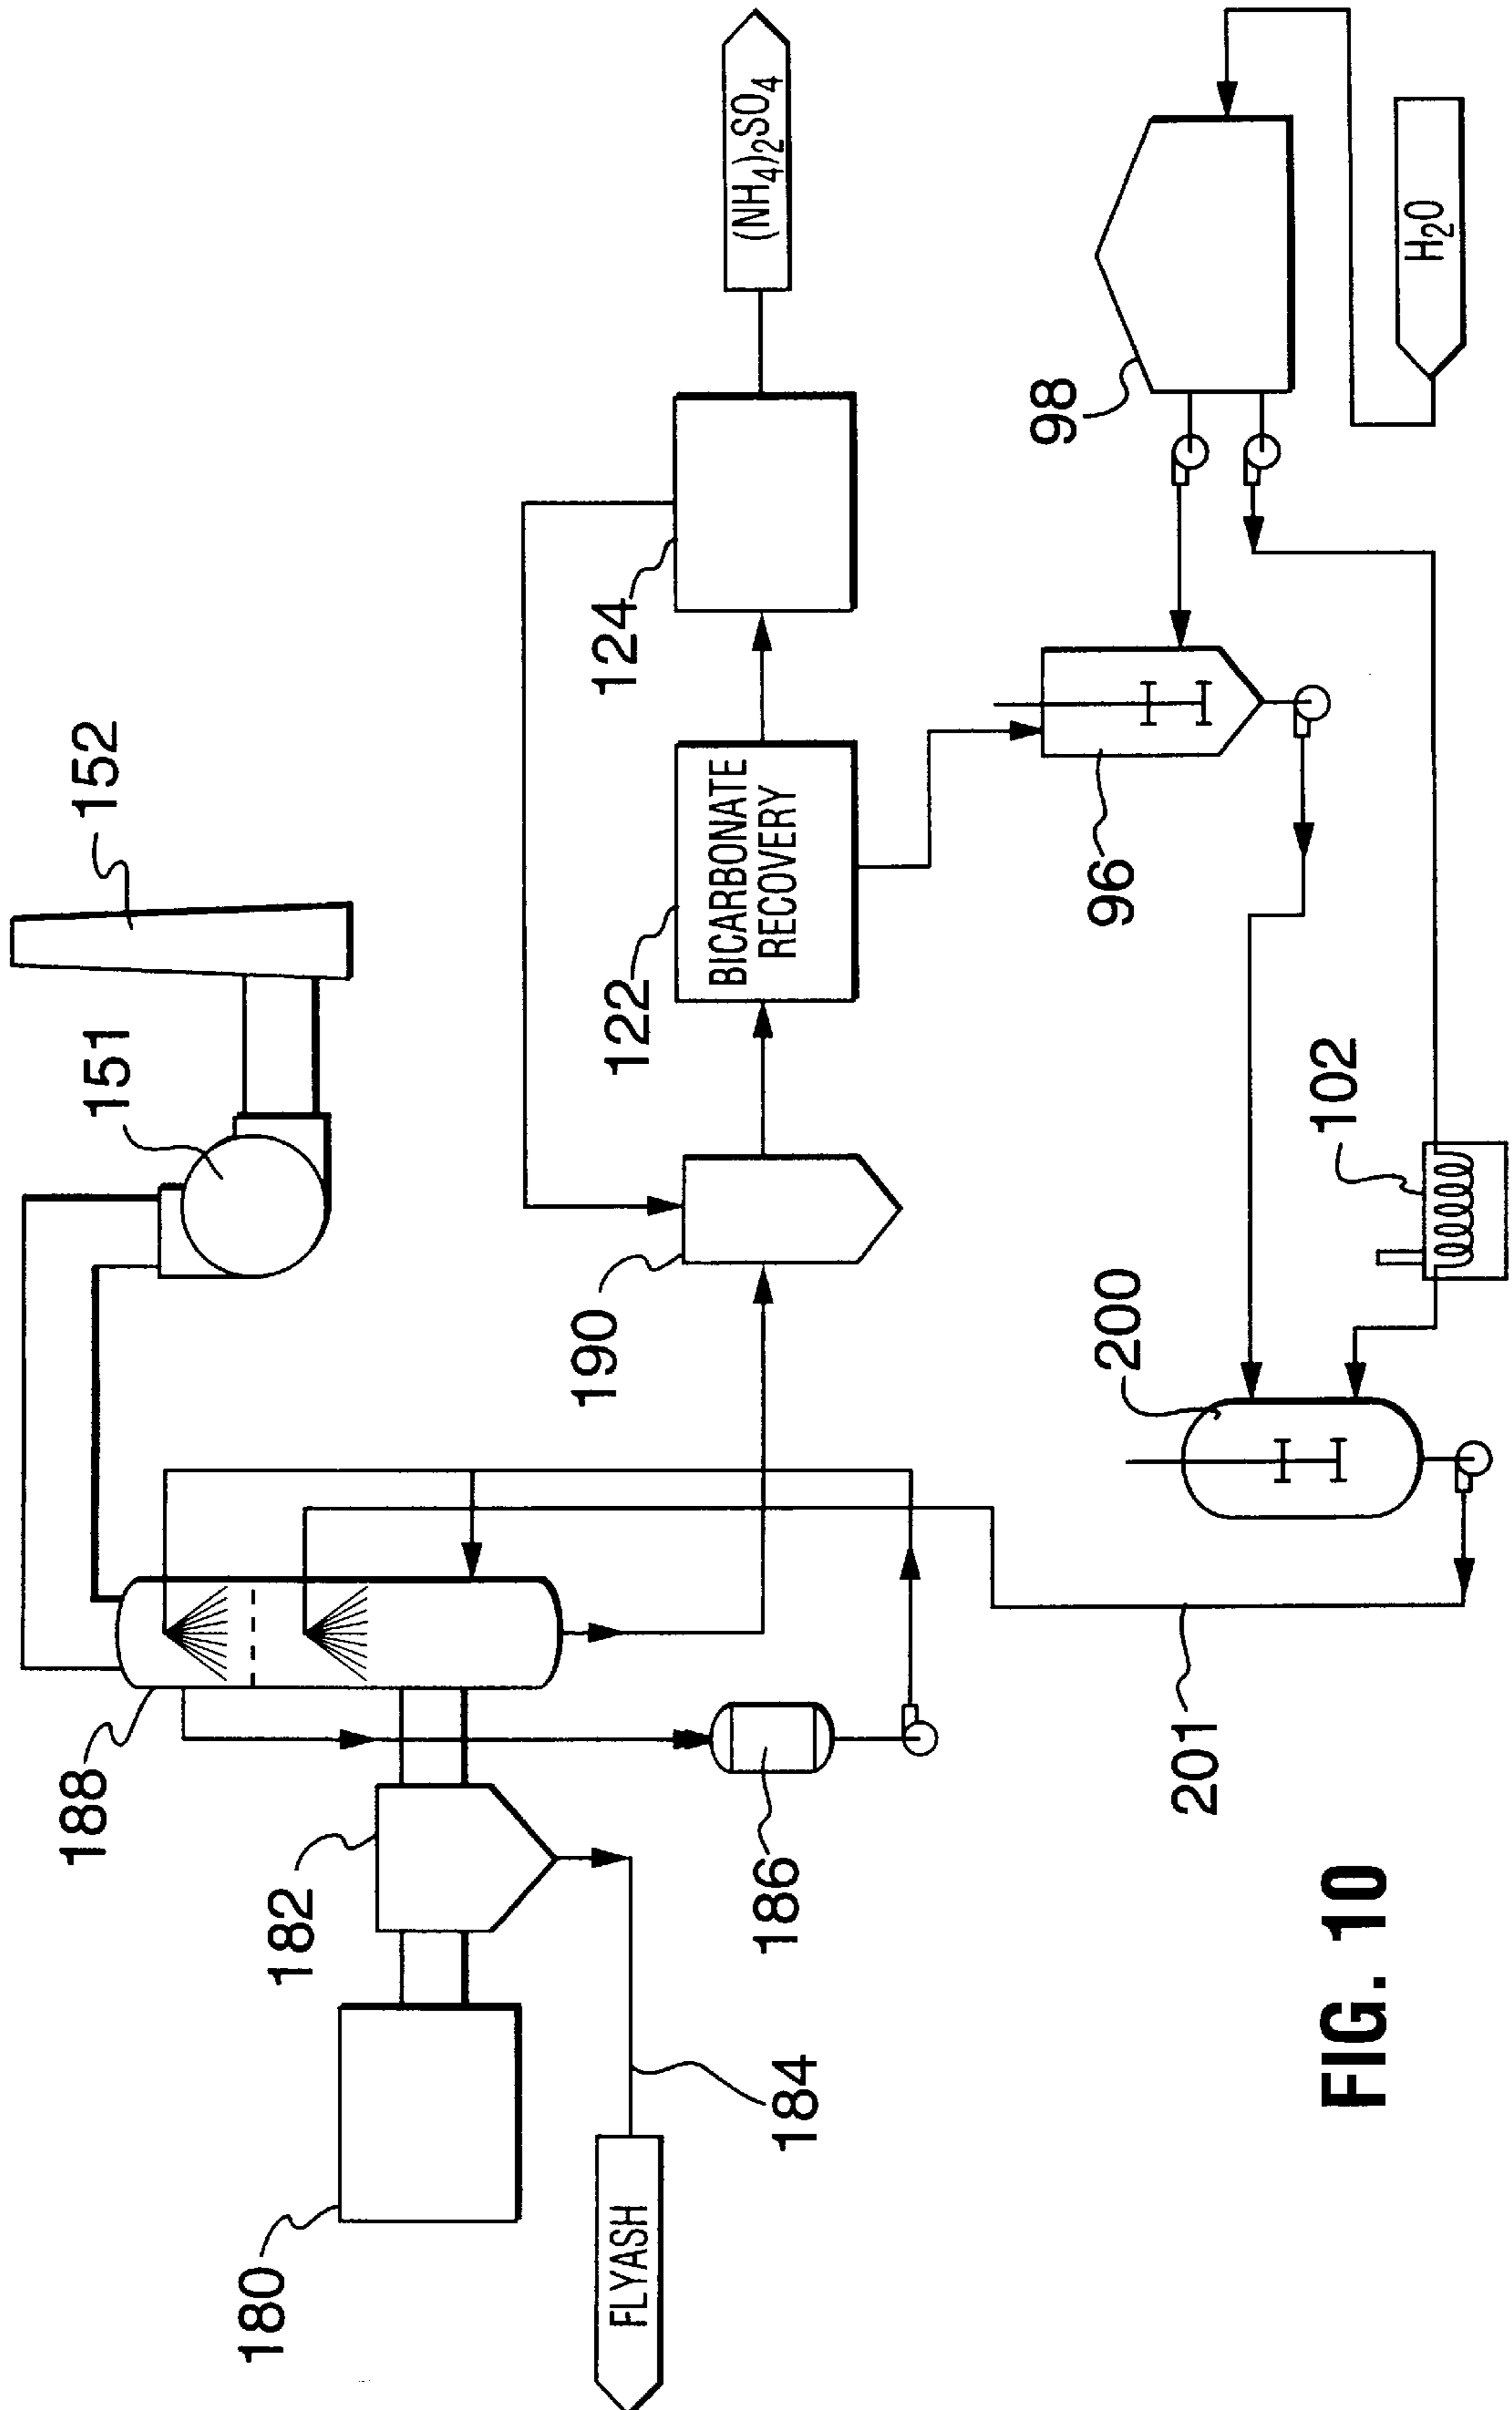 152
151
188
182
180
FLYASH
184
186
190
122
BICARBONATE
RECOVERY
124
(NH4)2SO4
98
H2O
96
102
200
201
FIG. 10